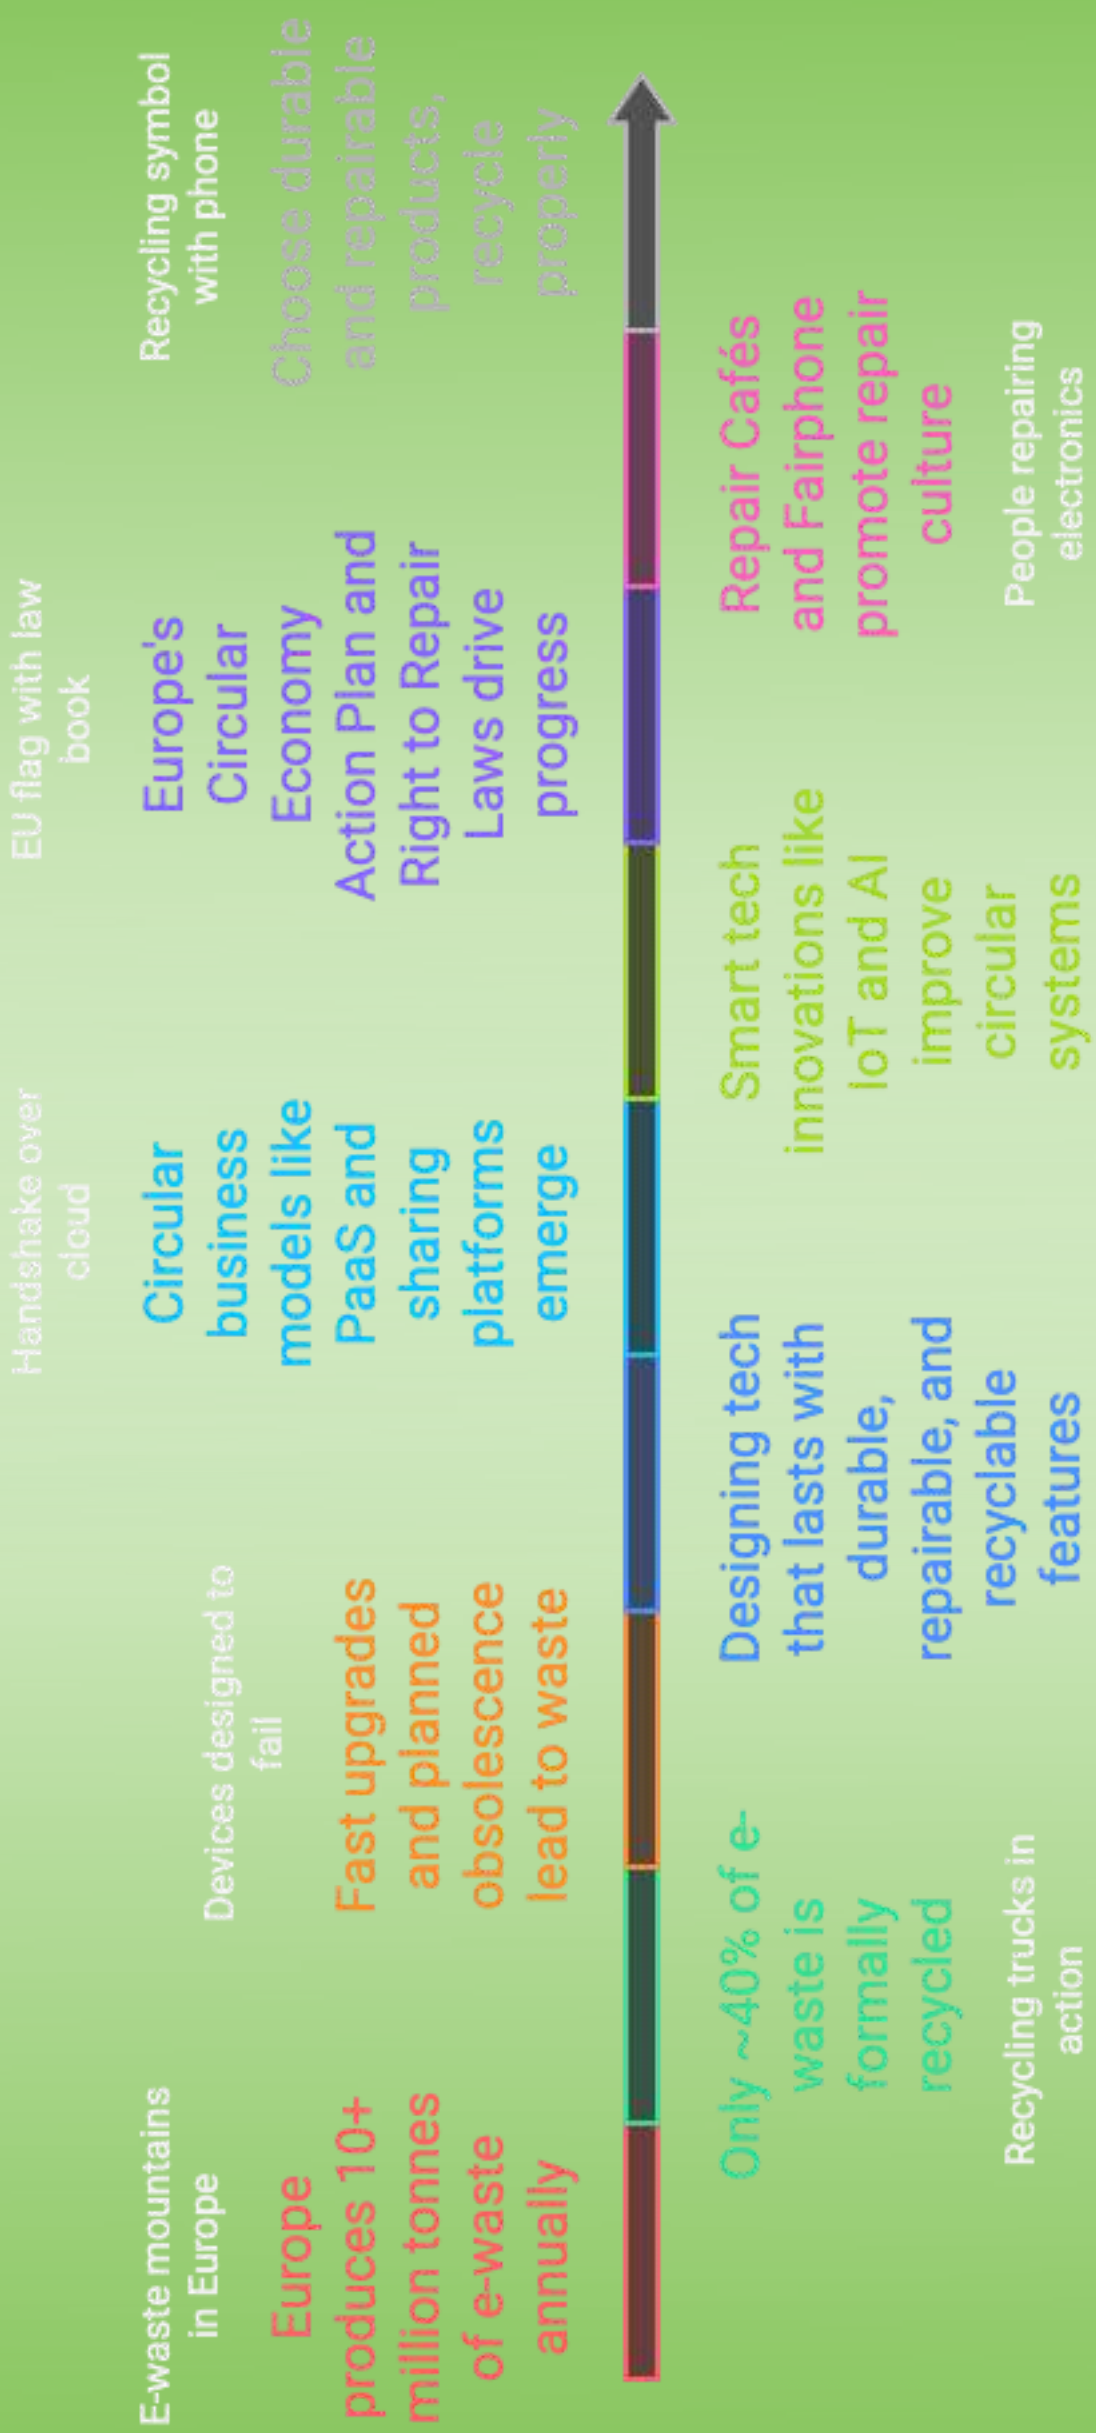 E-waste mountains
in Europe
Europe
produces 10+
million tonnes
of e-waste
annually
Only ~40% of e-
waste is
formally
recycled
Recycling trucks in
action
Devices designed to
fail
Fast upgrades
and planned
obsolescence
lead to waste
Designing tech
that lasts with
durable,
repairable, and
recyclable
features
Handshake over
cloud
Circular
business
models like
PaaS and
sharing
platforms
emerge
Smart tech
innovations like
IoT and AI
improve
circular
systems
EU flag with law
book
Europe's
Circular
Economy
Action Plan and
Right to Repair
Laws drive
progress
Repair Cafés
and Fairphone
promote repair
culture
People repairing
electronics
Recycling symbol
with phone
Choose durable
and repairable
products,
recycle
properly